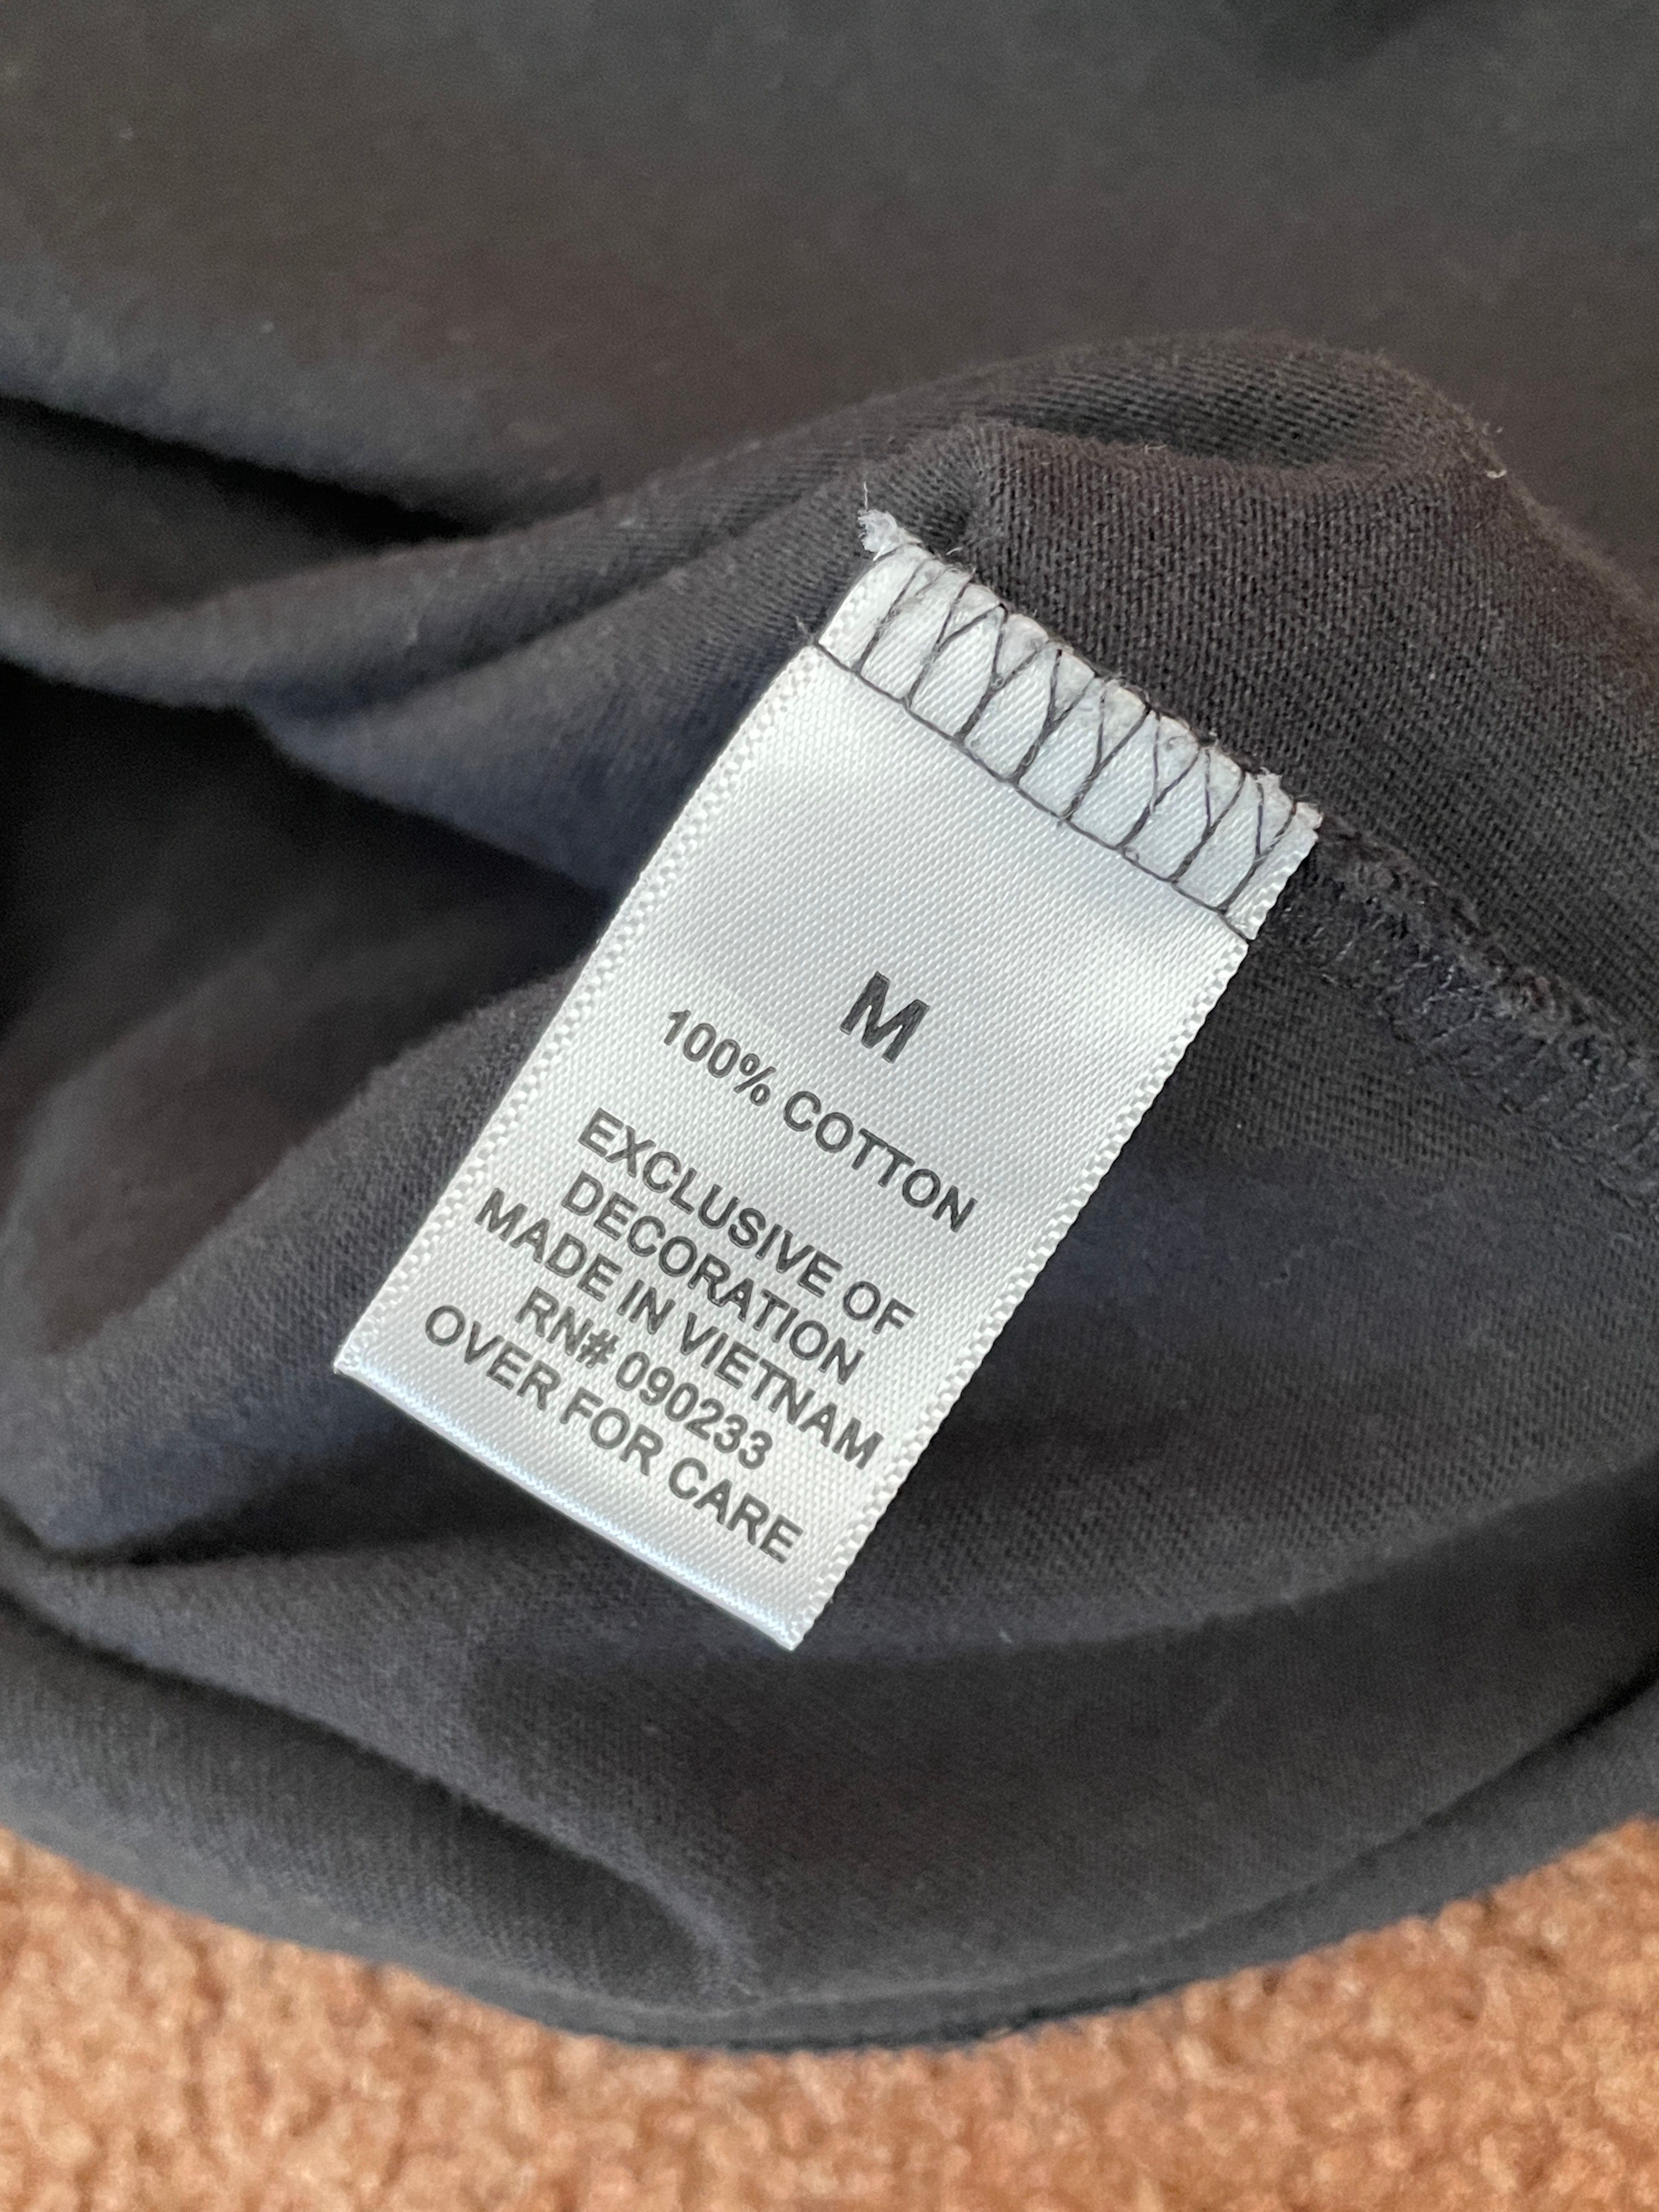 M
100% COTTON
EXCLUSIVE OF
DECORATION
MADE IN VIETNAM
RN# 090233
OVER FOR CARE